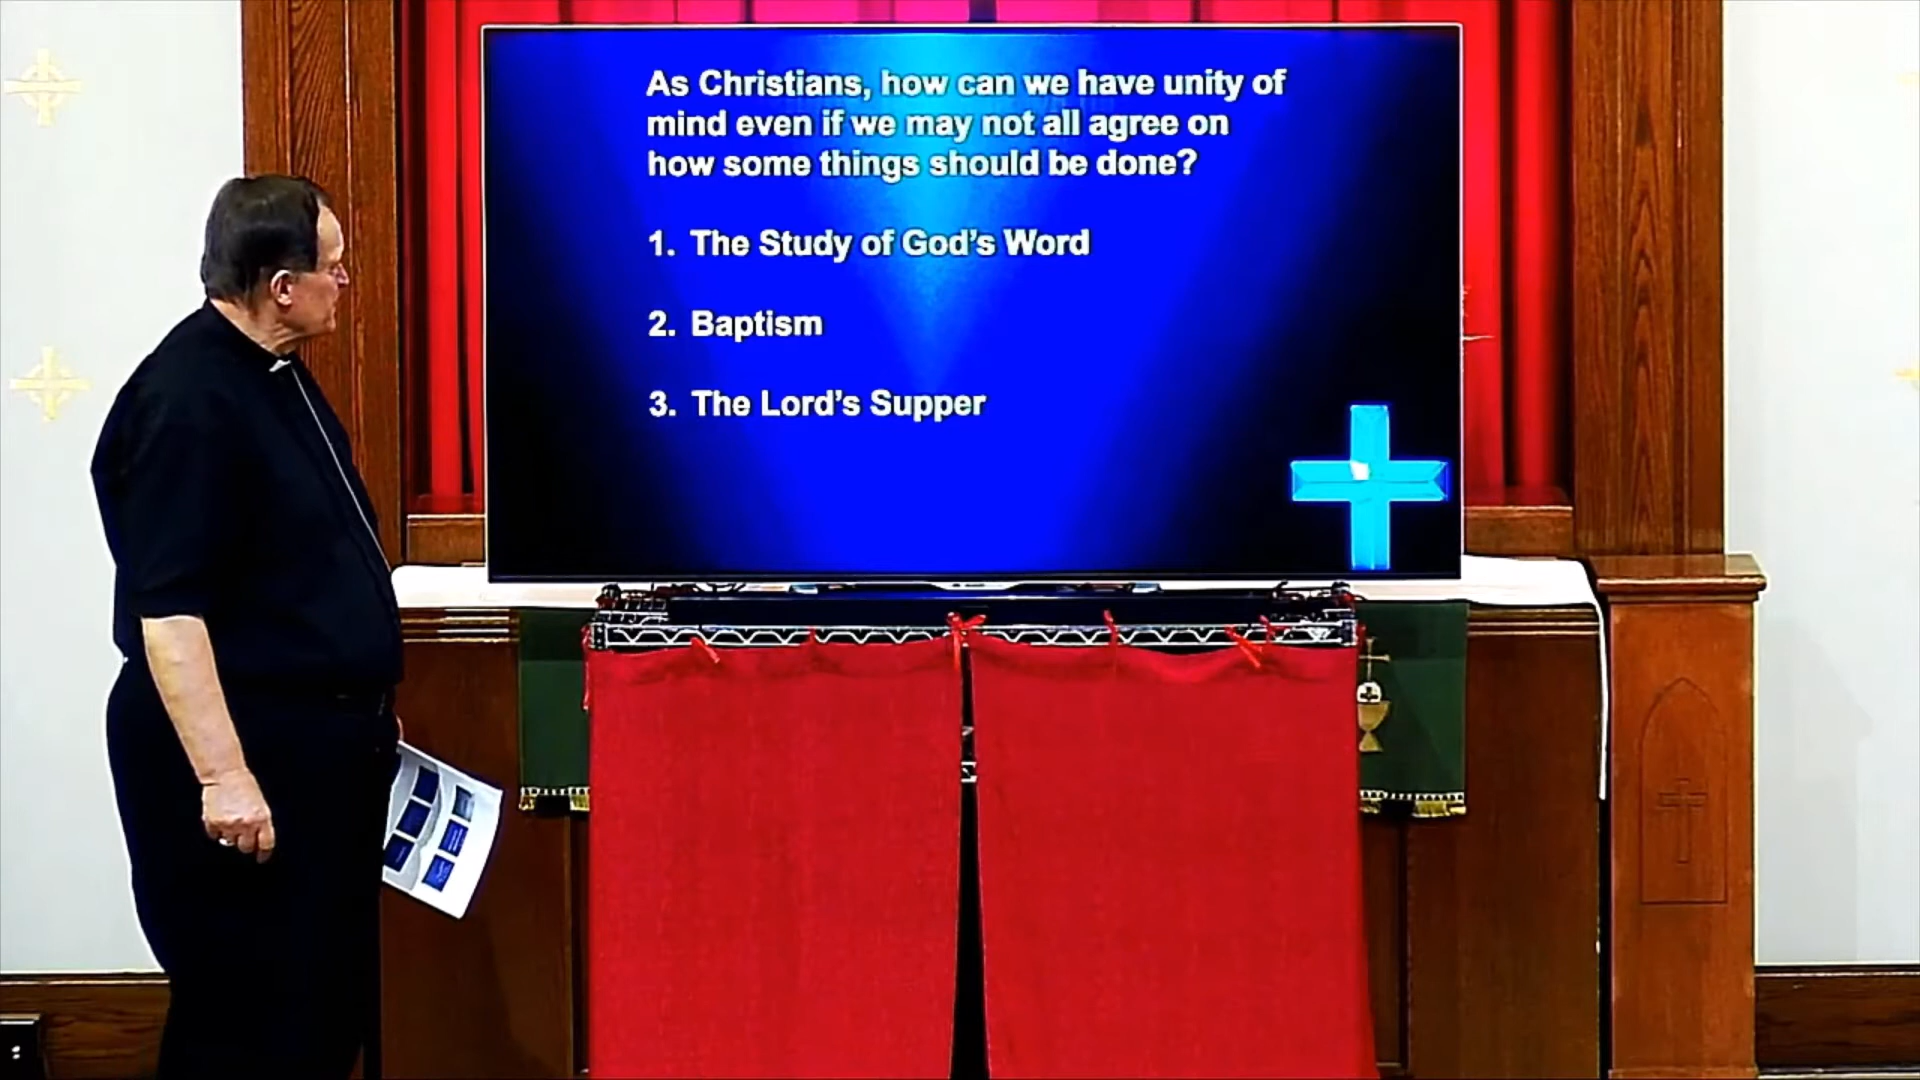 As Christians, how can we have unity of
mind even if we may not all agree on
how some things should be done?
1. The Study of God's Word
2. Baptism
3. The Lord's Supper